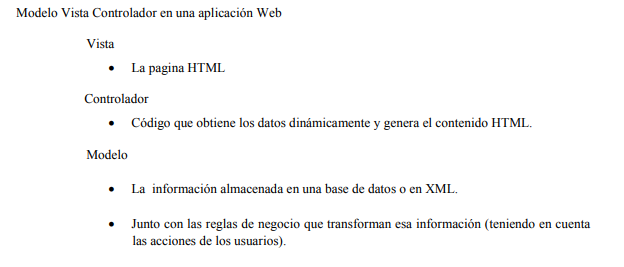 Modelo Vista Controlador en una aplicación Web
Vista
• La pagina HTML
Controlador
• Código que obtiene los datos dinámicamente y genera el contenido HTML.
Modelo
• La información almacenada en una base de datos o en XML.
• Junto con las reglas de negocio que transforman esa información (teniendo en cuenta
las acciones de los usuarios).